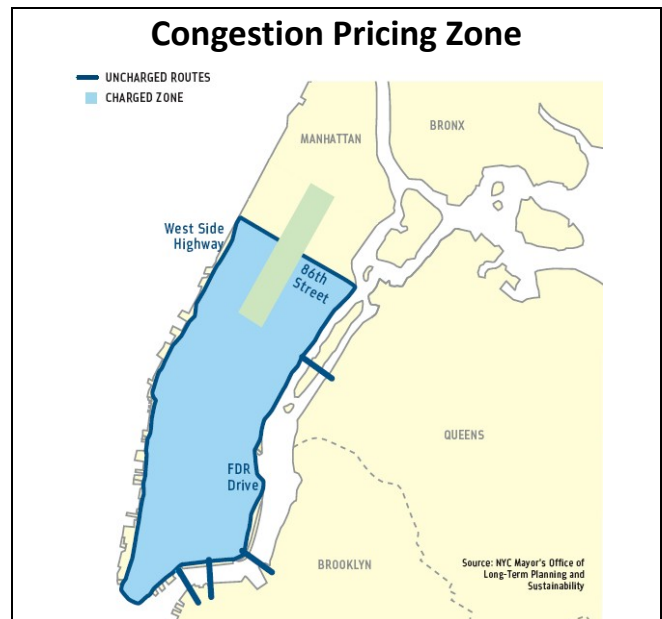 Congestion Pricing Zone
UNCHARGED ROUTES
CHARGED ZONE
BRONX
MANHATTAN
West Side
Highway
86th
Street
QUEENS
FDR
Drive
BROOKLYN
Source: NYC Mayor's Office of
Long-Term Planning and
Sustainability